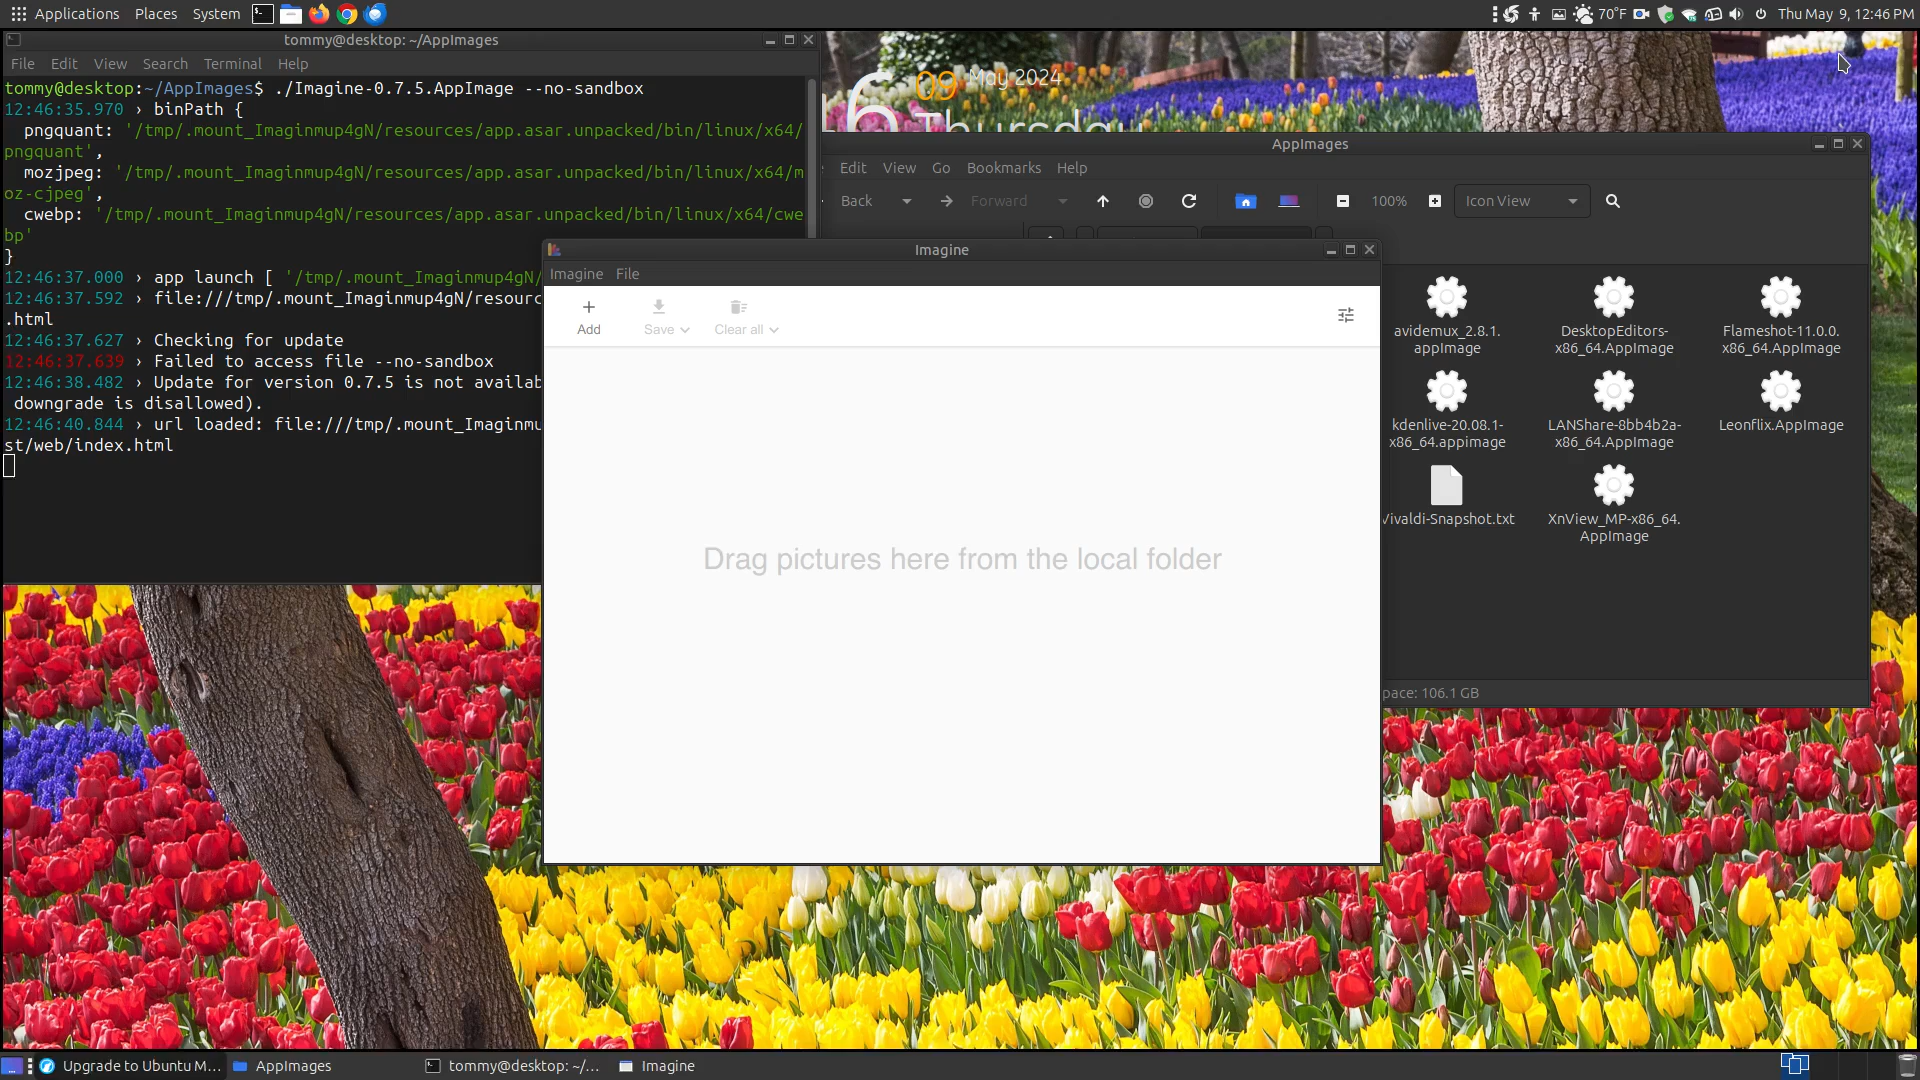 Applications Places System
70°F
Thu May 9, 12:46 PM
tommy@desktop: ~/AppImages
File Edit View Search Terminal Help
tommy@desktop:~/AppImages$ ./Imagine-0.7.5.AppImage --no-sandbox
12:46:35.970 › binPath {
pngquant: '/tmp/.mount_Imaginmup4gN/resources/app.asar.unpacked/bin/linux/x64/
pngquant',
mozjpeg: '/tmp/.mount_Imaginmup4gN/resources/app.asar.unpacked/bin/linux/x64/m
oz-cjpeg',
cwebp: '/tmp/.mount_Imaginmup4gN/resources/app.asar.unpacked/bin/linux/x64/cwe
bp'
}
12:46:37.000 › app launch [ '/tmp/.mount_Imaginmup4gN/
12:46:37.592 › file:///tmp/.mount_Imaginmup4gN/resourc
.html
12:46:37.627 › Checking for update
12:46:37.639 › Failed to access file --no-sandbox
12:46:38.482 › Update for version 0.7.5 is not availab
downgrade is disallowed).
12:46:40.844 › url loaded: file:///tmp/.mount_Imaginmu
st/web/index.html
6 09 May 2024
Thursday
AppImages
Edit View Go Bookmarks Help
Back Forward 100% Icon View
avidemux_2.8.1.
appImage
DesktopEditors-
x86_64.AppImage
Flameshot-11.0.0.
x86_64.AppImage
kdenlive-20.08.1-
x86_64.appimage
LANShare-8bb4b2a-
x86_64.AppImage
Leonflix.AppImage
Vivaldi-Snapshot.txt
XnView_MP-x86_64.
AppImage
pace: 106.1 GB
Imagine
Imagine File
Add Save Clear all
Drag pictures here from the local folder
Upgrade to Ubuntu M...
AppImages
tommy@desktop: ~/...
Imagine